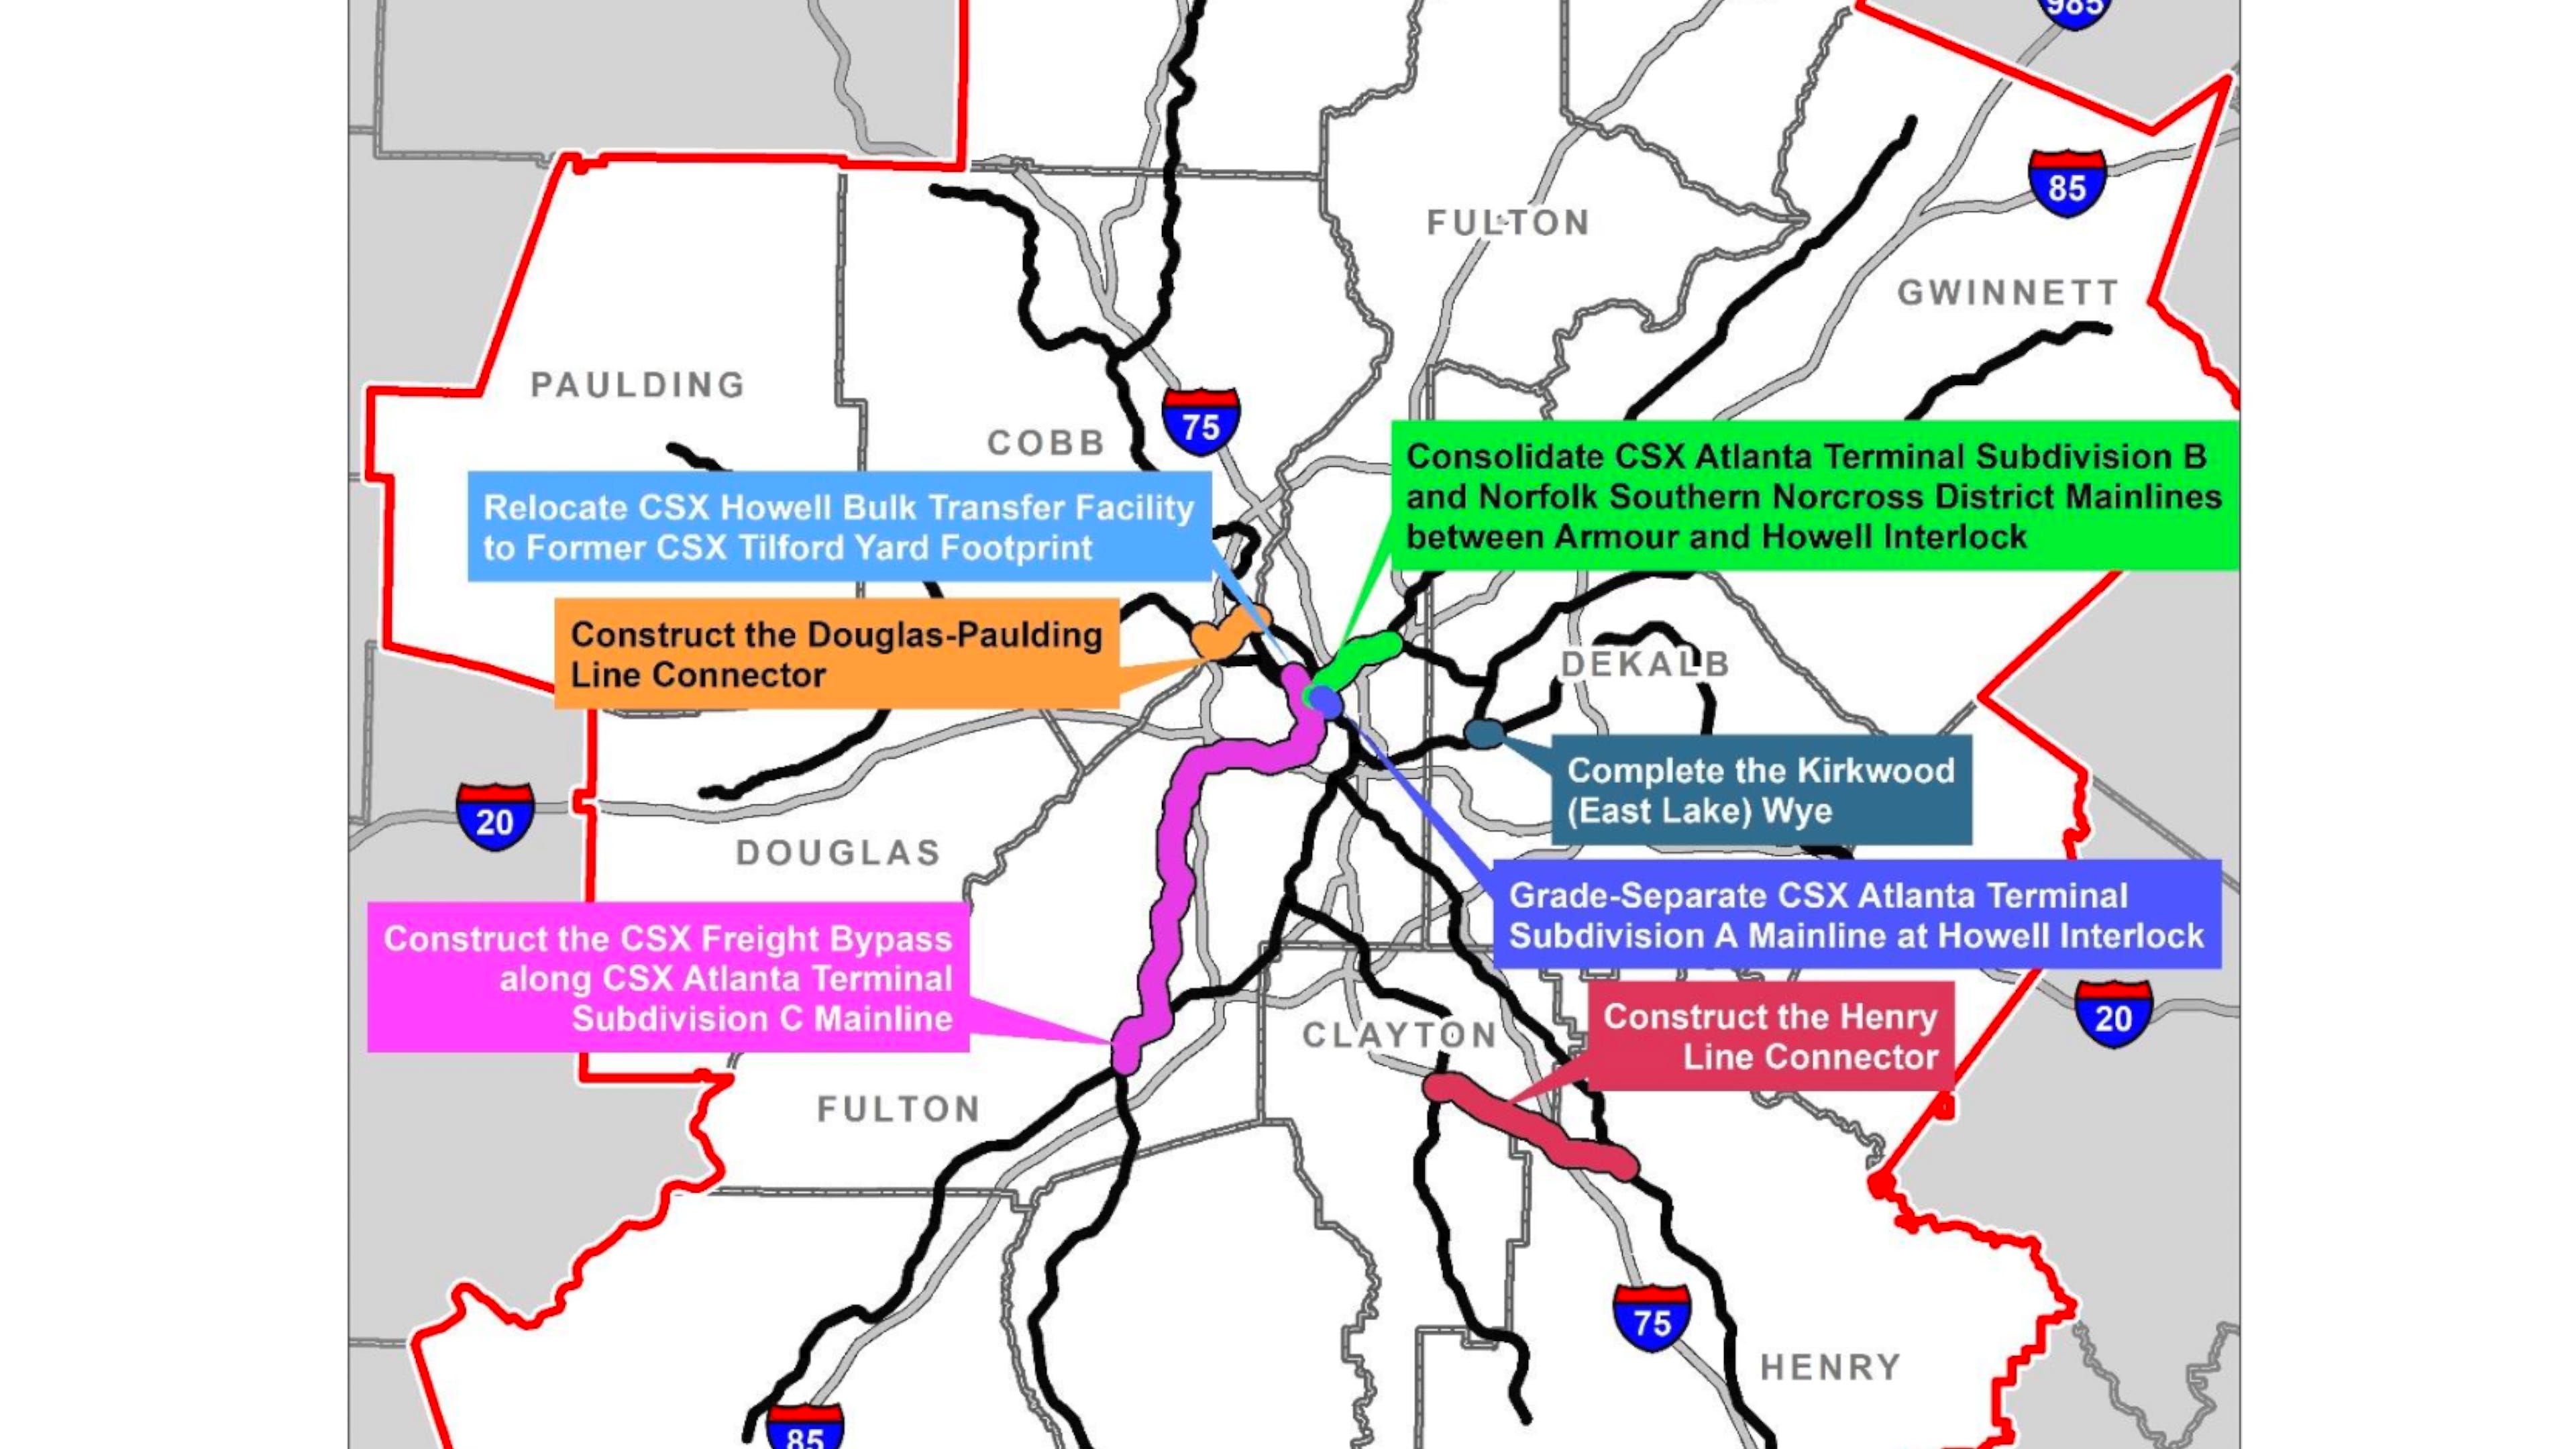 985
85
FULTON
GWINNETT
PAULDING
75
COBB
Consolidate CSX Atlanta Terminal Subdivision B
and Norfolk Southern Norcross District Mainlines
between Armour and Howell Interlock
Relocate CSX Howell Bulk Transfer Facility
to Former CSX Tilford Yard Footprint
Construct the Douglas-Paulding
Line Connector
DEKALB
Complete the Kirkwood
(East Lake) Wye
20
DOUGLAS
Grade-Separate CSX Atlanta Terminal
Subdivision A Mainline at Howell Interlock
Construct the CSX Freight Bypass
along CSX Atlanta Terminal
Subdivision C Mainline
20
CLAYTON
Construct the Henry
Line Connector
FULTON
75
HENRY
85